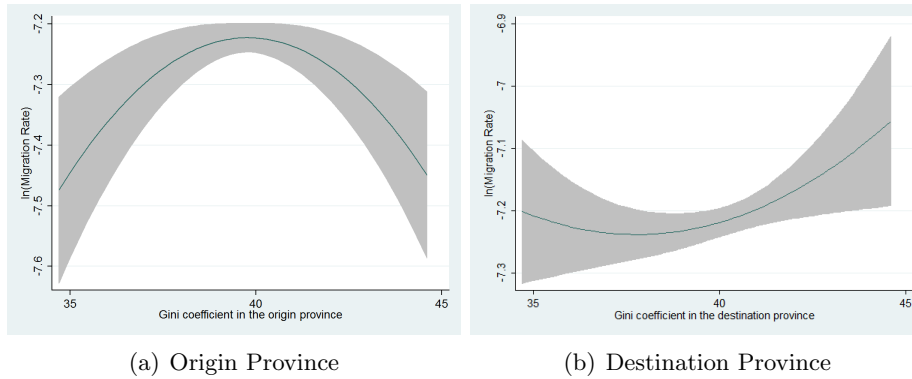 -7.2
-7.3
-7.4
-7.5
-7.6
ln(Migration Rate)
35
40
45
Gini coefficient in the origin province
(a) Origin Province
-6.9
-7
-7.1
-7.2
-7.3
ln(Migration Rate)
35
40
45
Gini coefficient in the destination province
(b) Destination Province